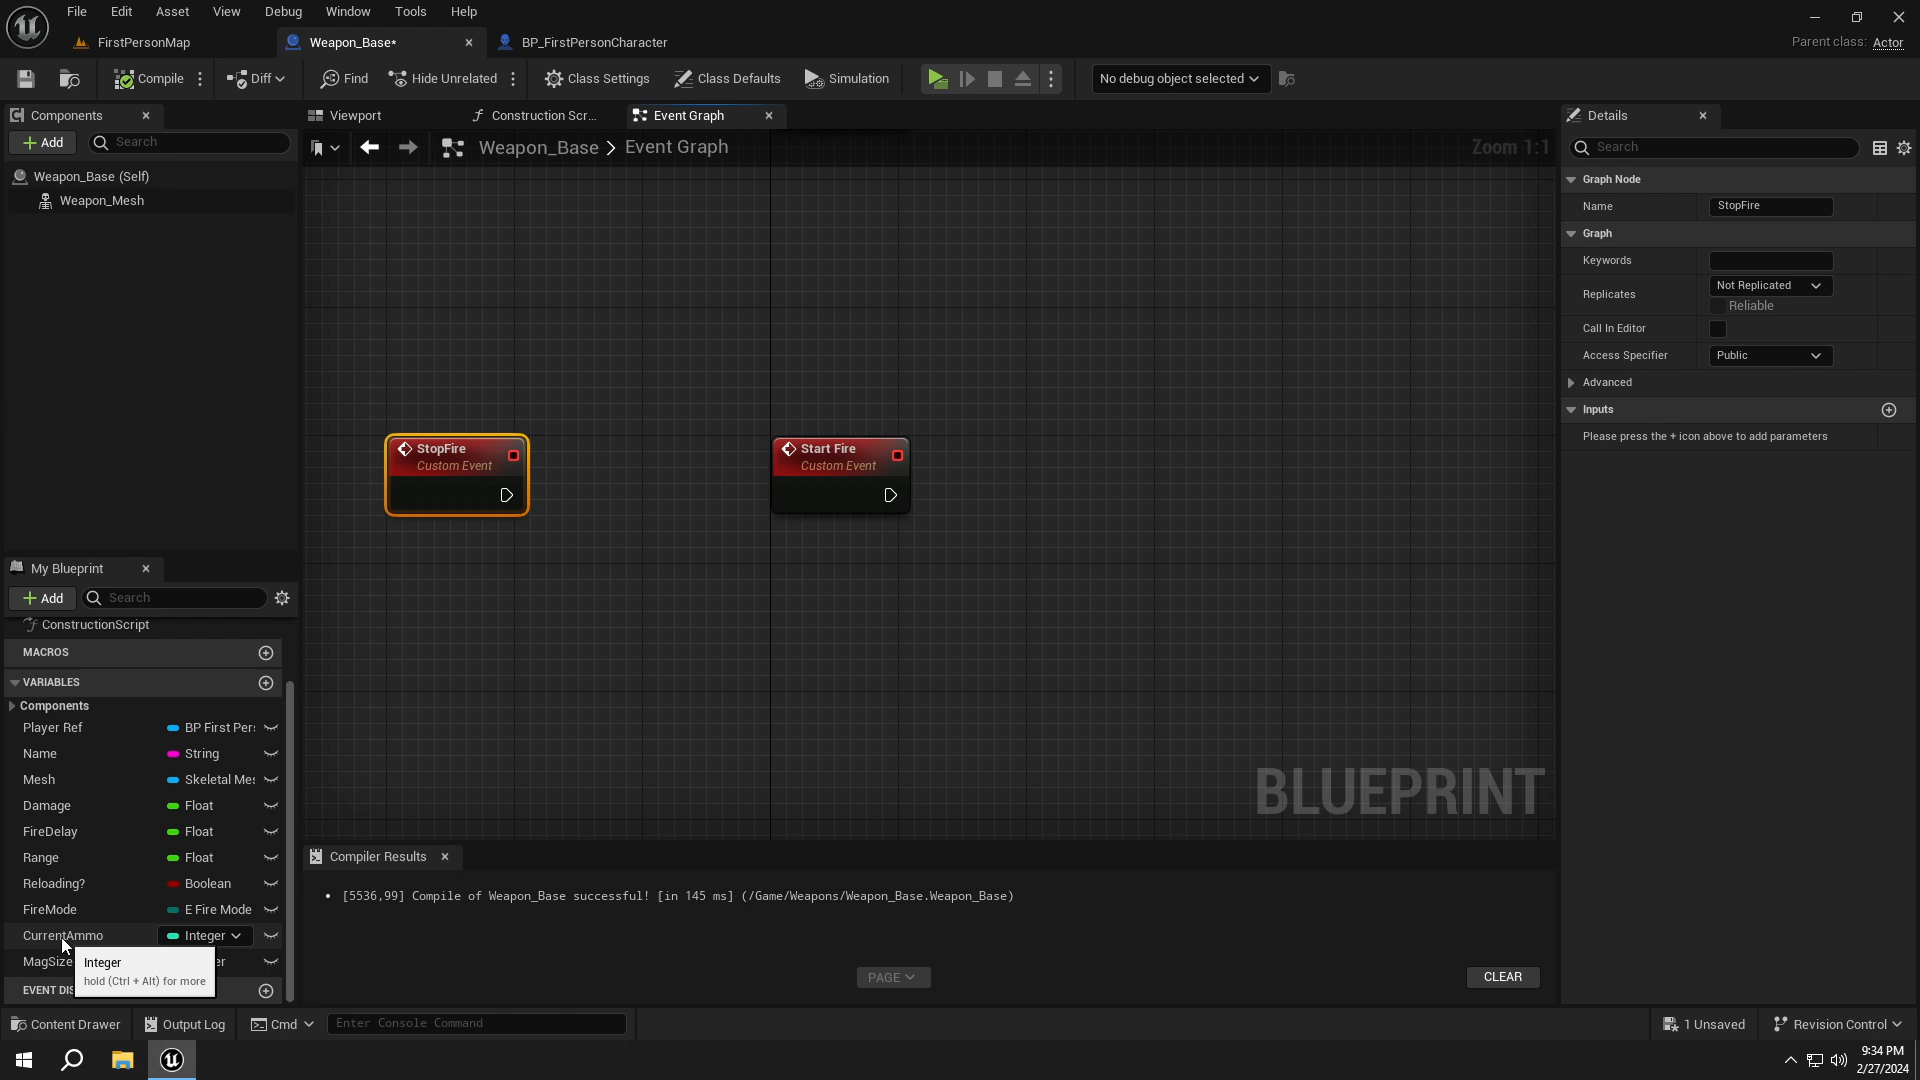 File Edit Asset View Debug Window Tools Help
FirstPersonMap Weapon_Base* BP_FirstPersonCharacter
Parent class: Actor
Compile Diff Find Hide Unrelated Class Settings Class Defaults Simulation No debug object selected
Components
Add Search
Weapon_Base (Self)
Weapon_Mesh
Viewport Construction Scr... Event Graph
Weapon_Base > Event Graph Zoom 1:1
StopFire
Custom Event
Start Fire
Custom Event
BLUEPRINT
My Blueprint
Add Search
ConstructionScript
MACROS
VARIABLES
Components
Player Ref BP First Per
Name String
Mesh Skeletal Mes
Damage Float
FireDelay Float
Range Float
Reloading? Boolean
FireMode E Fire Mode
CurrentAmmo Integer
MagSize er
Integer
hold (Ctrl + Alt) for more
EVENT DIS
Compiler Results
• [5536,99] Compile of Weapon_Base successful! [in 145 ms] (/Game/Weapons/Weapon_Base.Weapon_Base)
PAGE CLEAR
Details
Search
Graph Node
Name StopFire
Graph
Keywords
Replicates Not Replicated
Reliable
Call In Editor
Access Specifier Public
Advanced
Inputs
Please press the + icon above to add parameters
Content Drawer Output Log Cmd Enter Console Command 1 Unsaved Revision Control
9:34 PM
2/27/2024